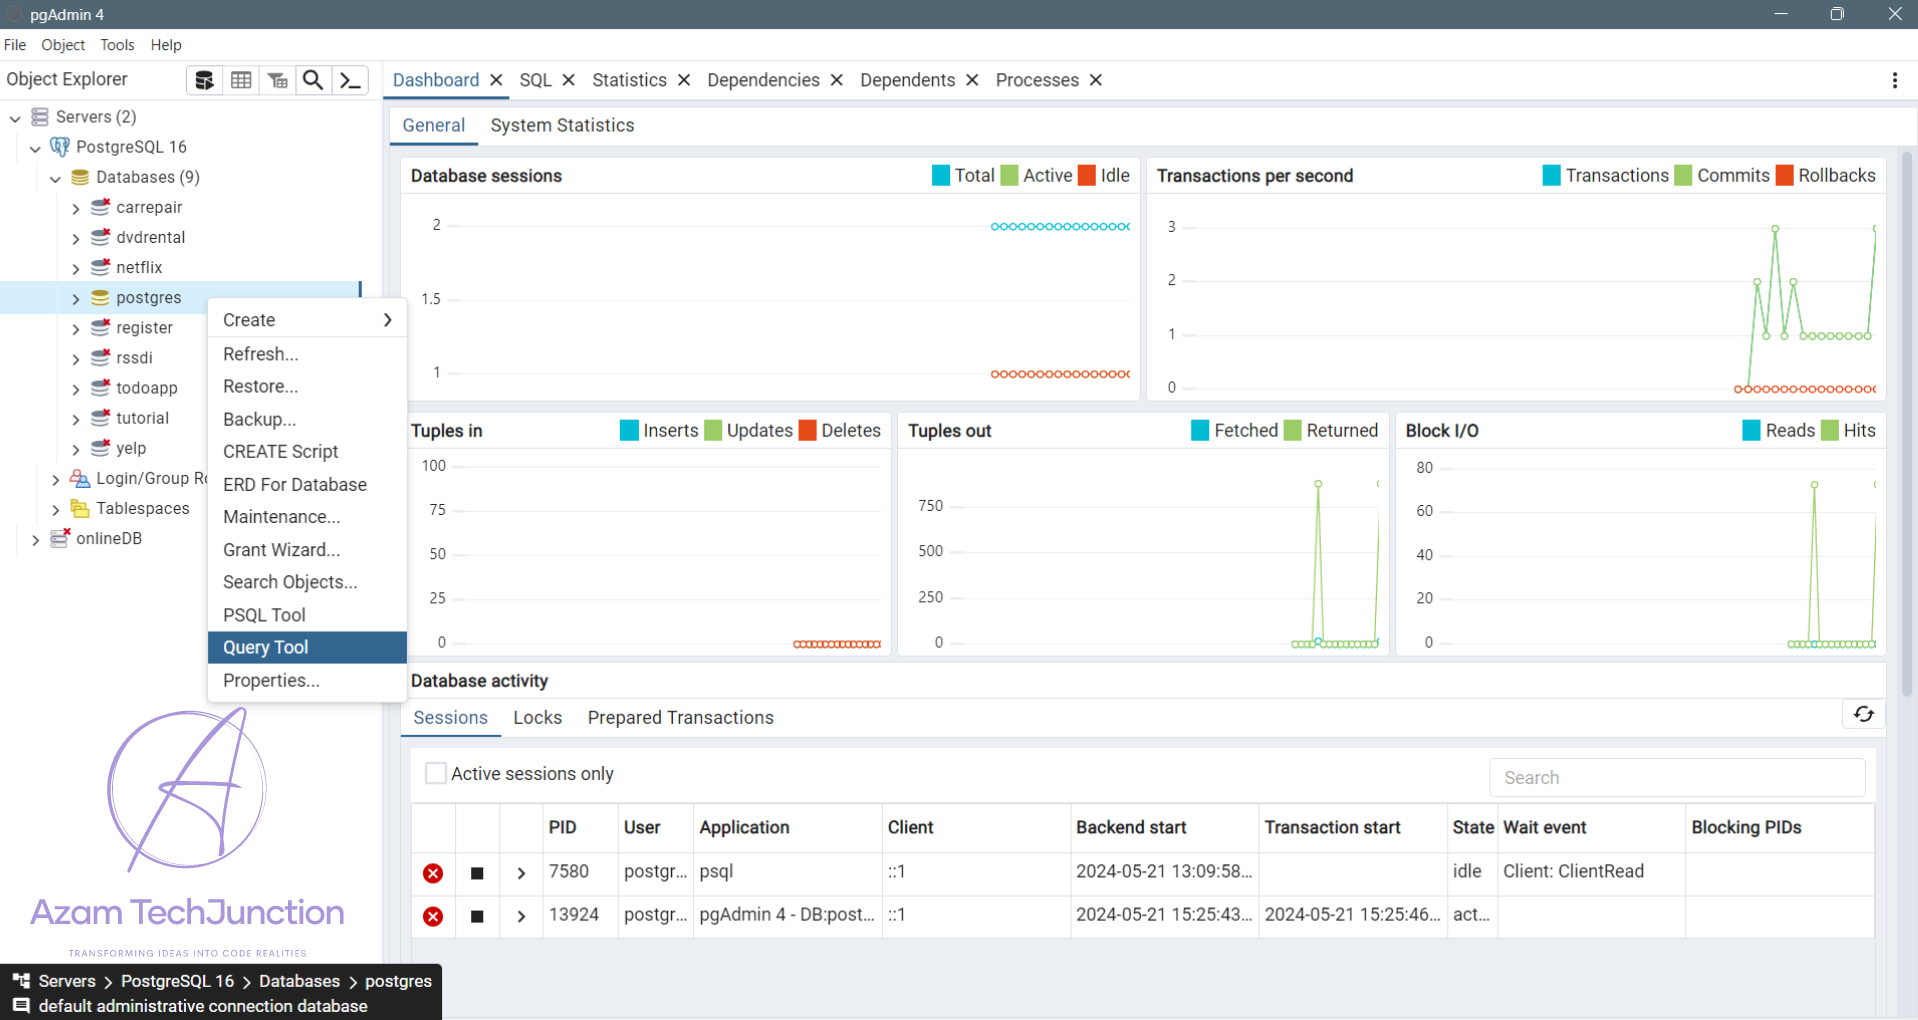 pgAdmin 4
File Object Tools Help
Object Explorer
Dashboard SQL Statistics Dependencies Dependents Processes
Servers (2)
PostgreSQL 16
Databases (9)
carrepair
dvdrental
netflix
postgres
register
rssdi
todoapp
tutorial
yelp
Login/Group Ro
Tablespaces
onlineDB
Create
Refresh...
Restore...
Backup...
CREATE Script
ERD For Database
Maintenance...
Grant Wizard...
Search Objects...
PSQL Tool
Query Tool
Properties...
General System Statistics
Database sessions Total Active Idle
2
1.5
1
Transactions per second Transactions Commits Rollbacks
3
2
1
0
Tuples in Inserts Updates Deletes
100
75
50
25
0
Tuples out Fetched Returned
750
500
250
0
Block I/O Reads Hits
80
60
40
20
0
Database activity
Sessions Locks Prepared Transactions
Active sessions only Search
PID User Application Client Backend start Transaction start State Wait event Blocking PIDs
7580 postgr... psql ::1 2024-05-21 13:09:58... idle Client: ClientRead
13924 postgr... pgAdmin 4 - DB:post... ::1 2024-05-21 15:25:43... 2024-05-21 15:25:46... act...
Azam TechJunction
TRANSFORMING IDEAS INTO CODE REALITIES
Servers > PostgreSQL 16 > Databases > postgres
default administrative connection database